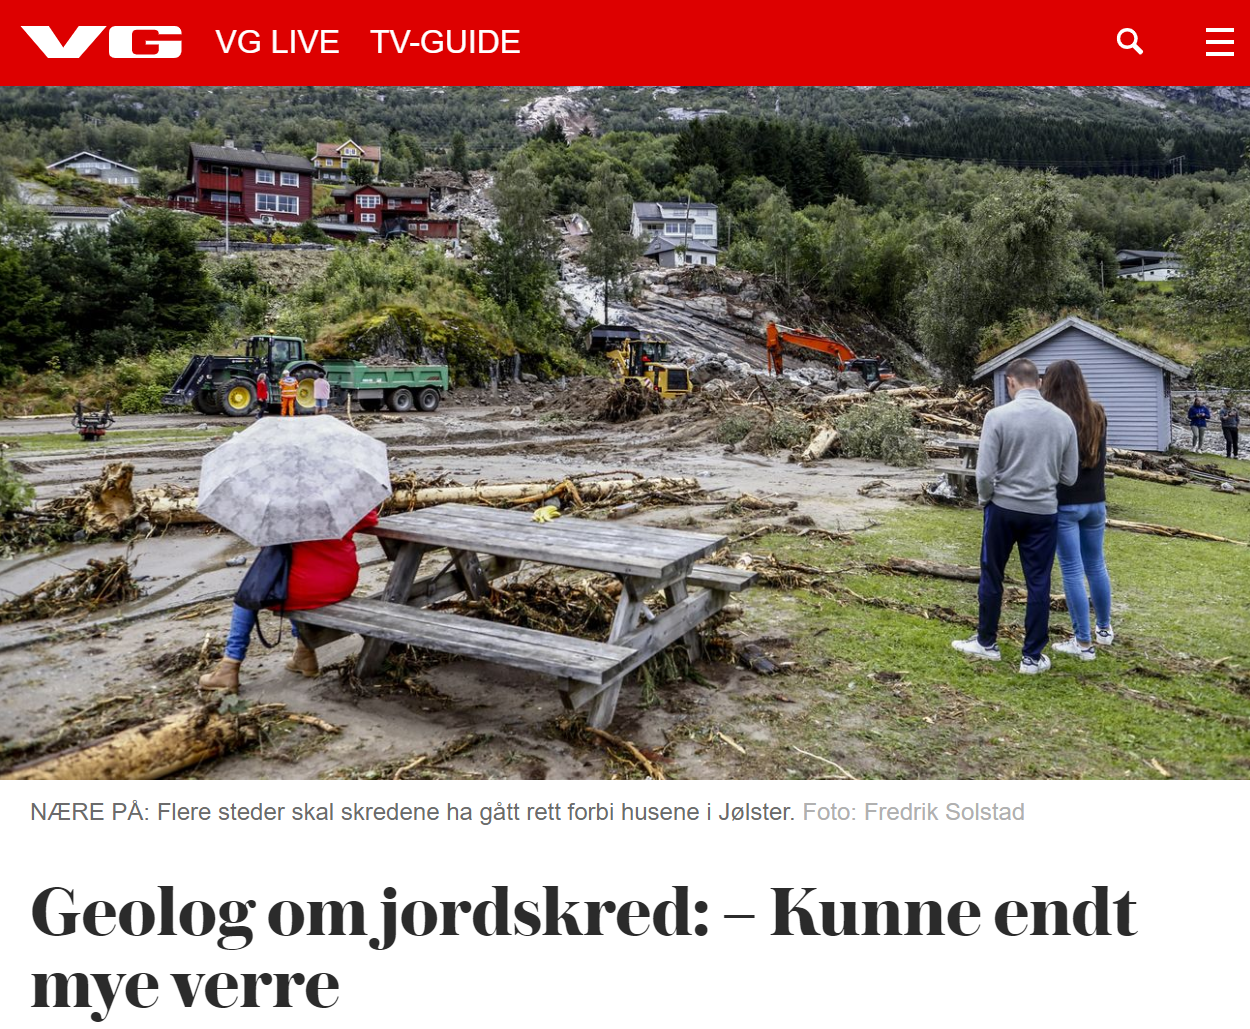 VG VG LIVE TV-GUIDE
NÆRE PÅ: Flere steder skal skredene ha gått rett forbi husene i Jølster. Foto: Fredrik Solstad
Geolog om jordskred: – Kunne endt
mye verre